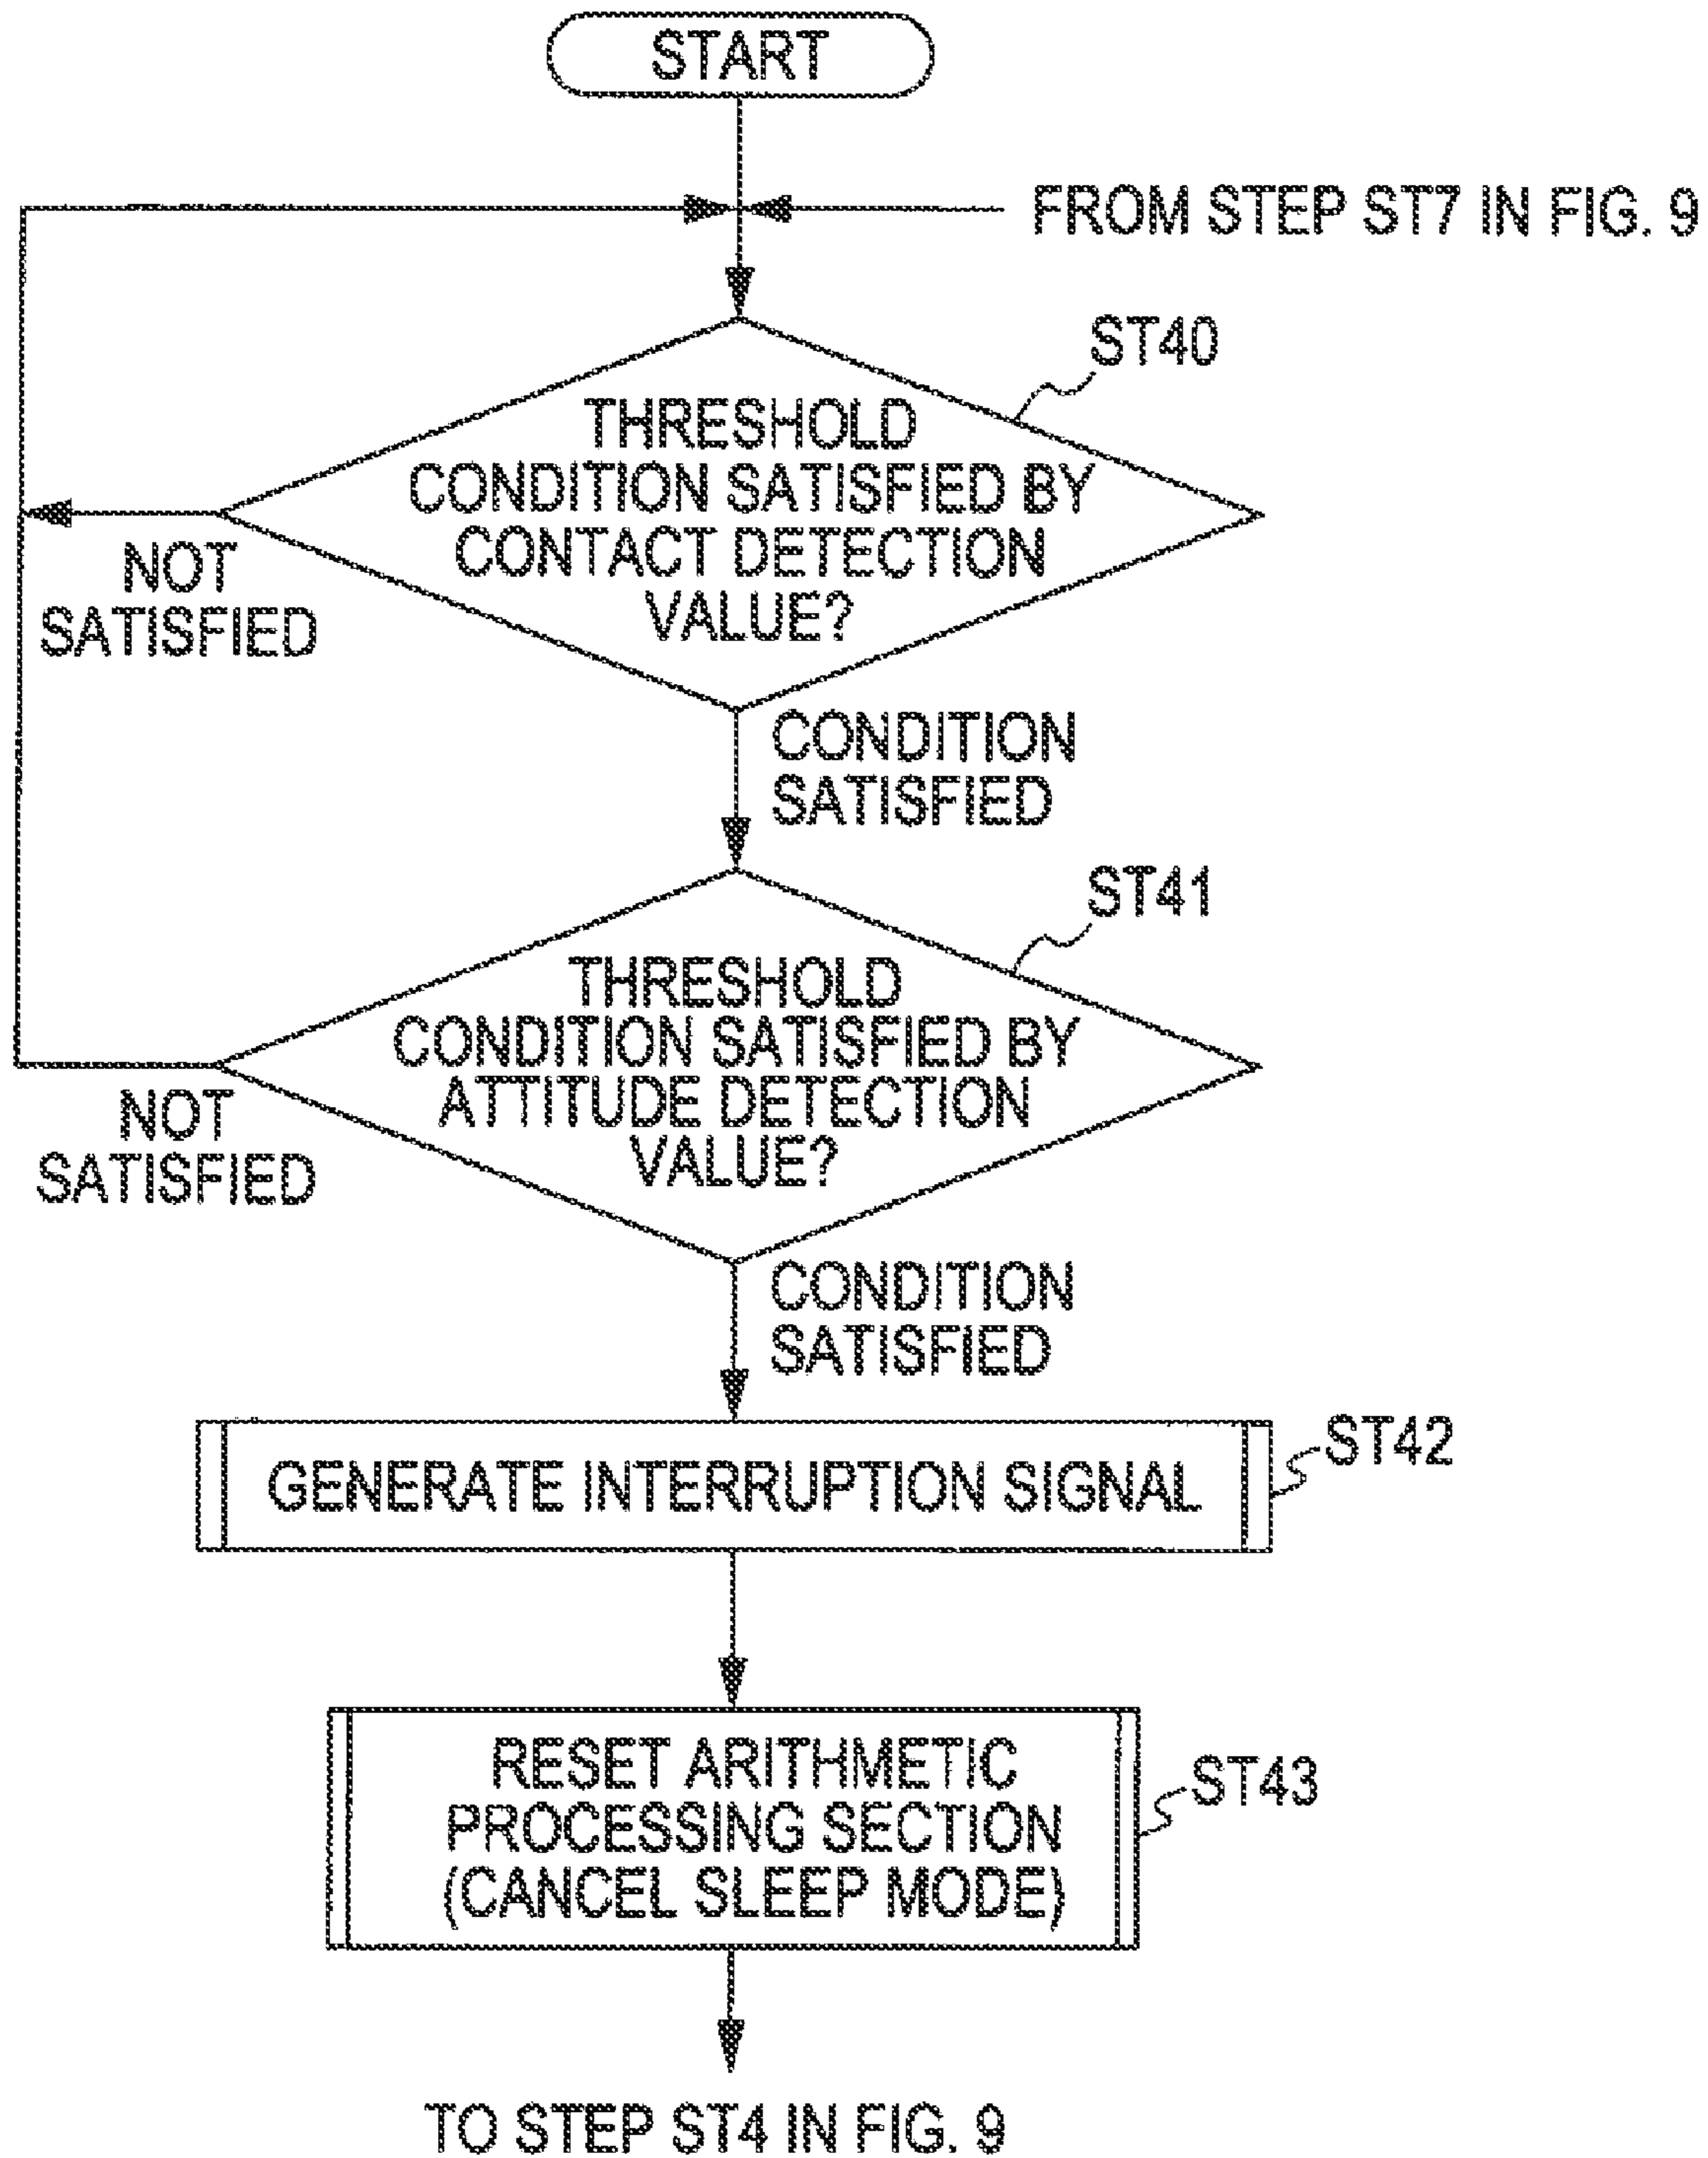 START
FROM STEP ST7 IN FIG. 9
ST40
THRESHOLD
CONDITION SATISFIED BY
CONTACT DETECTION
VALUE?
NOT
SATISFIED
CONDITION
SATISFIED
ST41
THRESHOLD
CONDITION SATISFIED BY
ATTITUDE DETECTION
VALUE?
NOT
SATISFIED
CONDITION
SATISFIED
ST42
GENERATE INTERRUPTION SIGNAL
RESET ARITHMETIC
PROCESSING SECTION
(CANCEL SLEEP MODE)
ST43
TO STEP ST4 IN FIG. 9